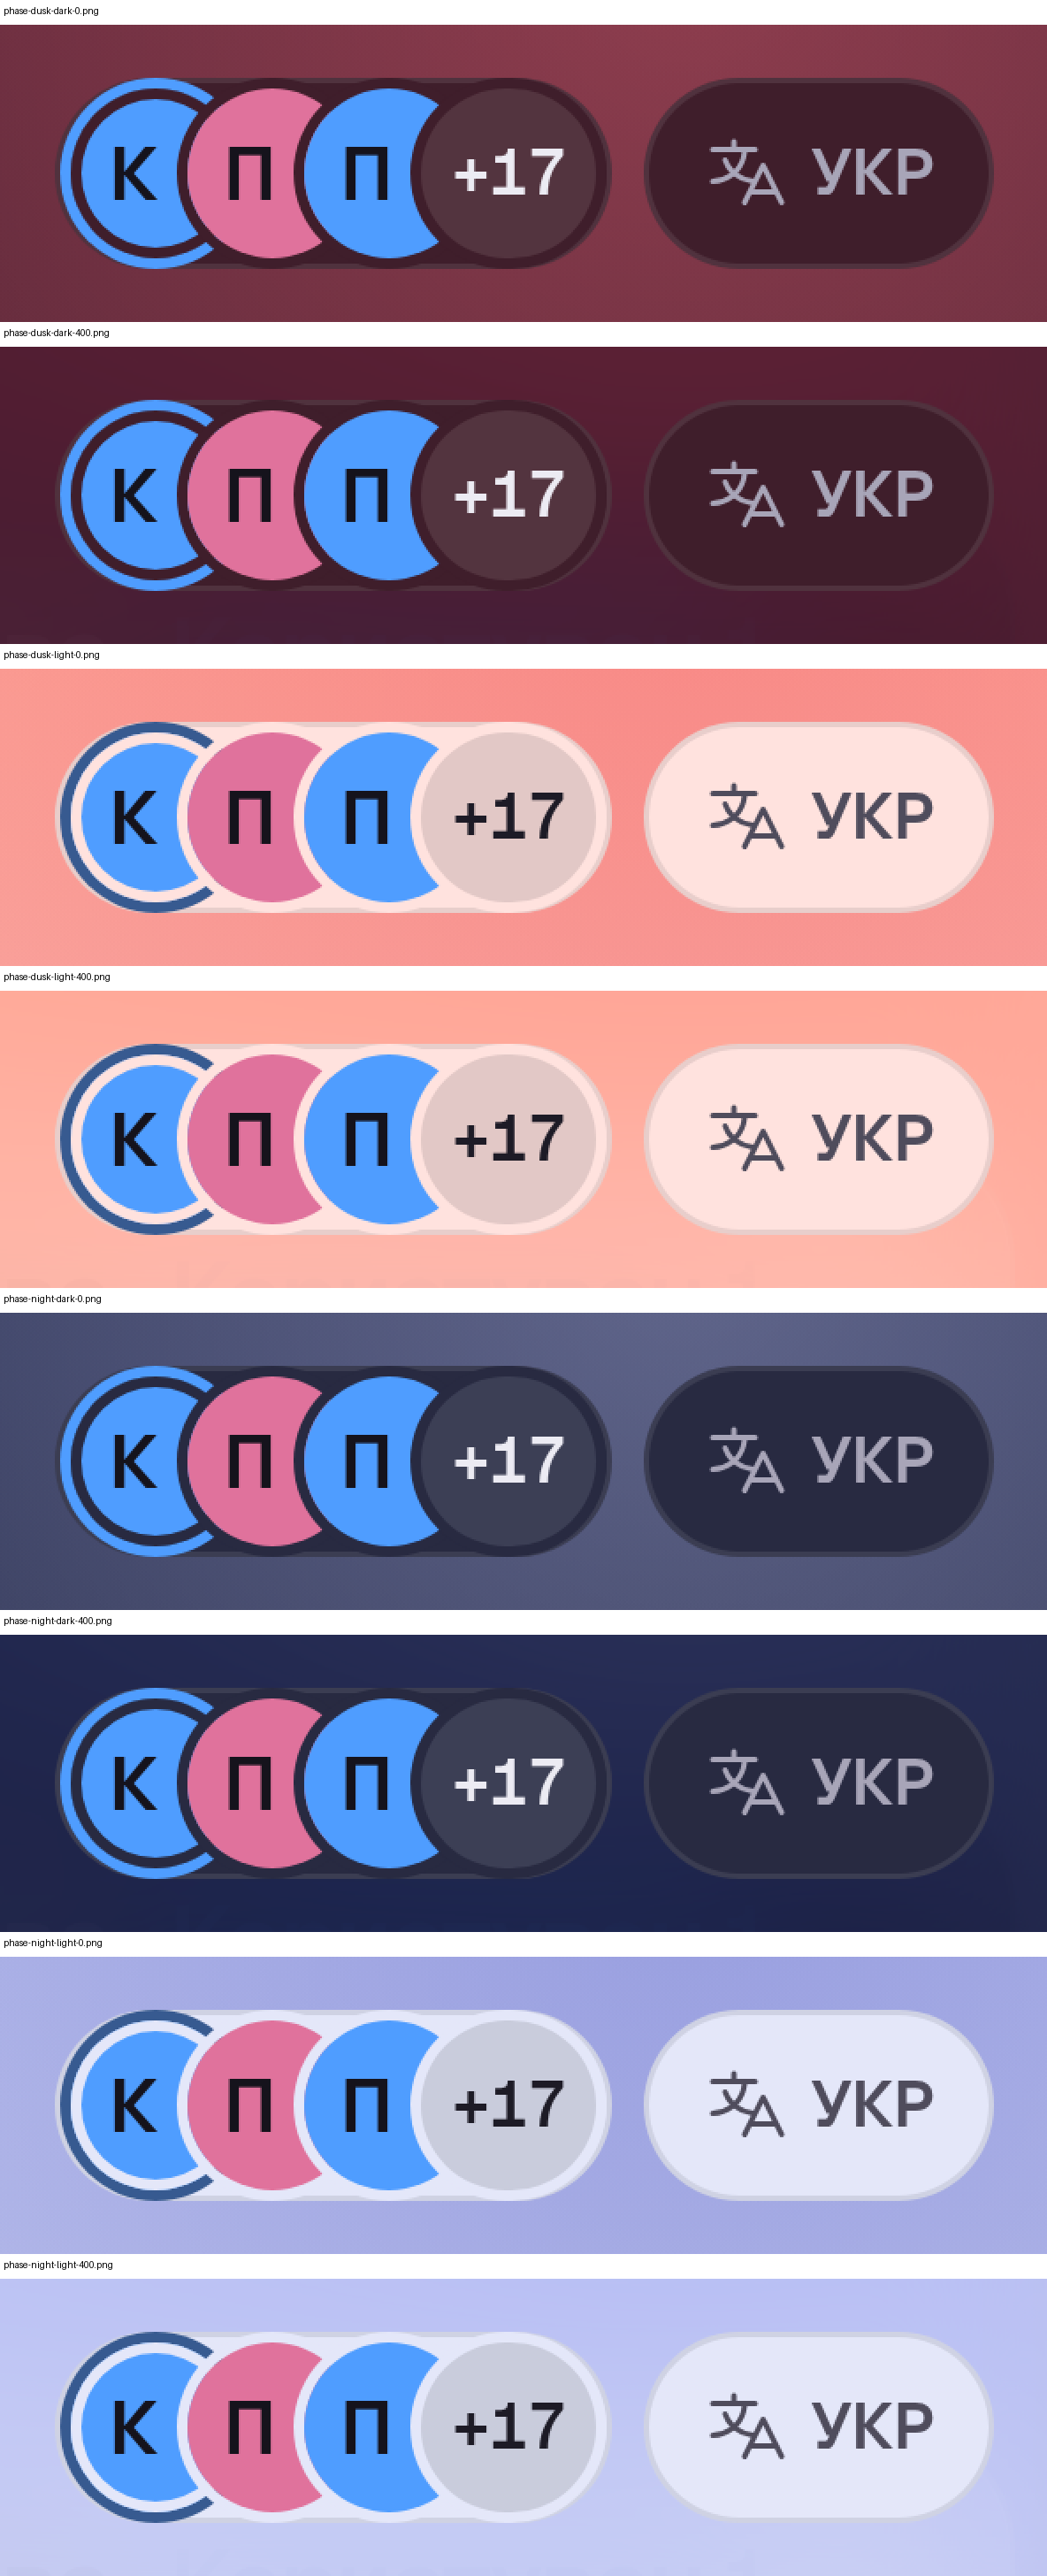 phase-dusk-dark-0.png
К П П +17 文A УКР
phase-dusk-dark-400.png
К П П +17 文A УКР
phase-dusk-light-0.png
К П П +17 文A УКР
phase-dusk-light-400.png
К П П +17 文A УКР
phase-night-dark-0.png
К П П +17 文A УКР
phase-night-dark-400.png
К П П +17 文A УКР
phase-night-light-0.png
К П П +17 文A УКР
phase-night-light-400.png
К П П +17 文A УКР